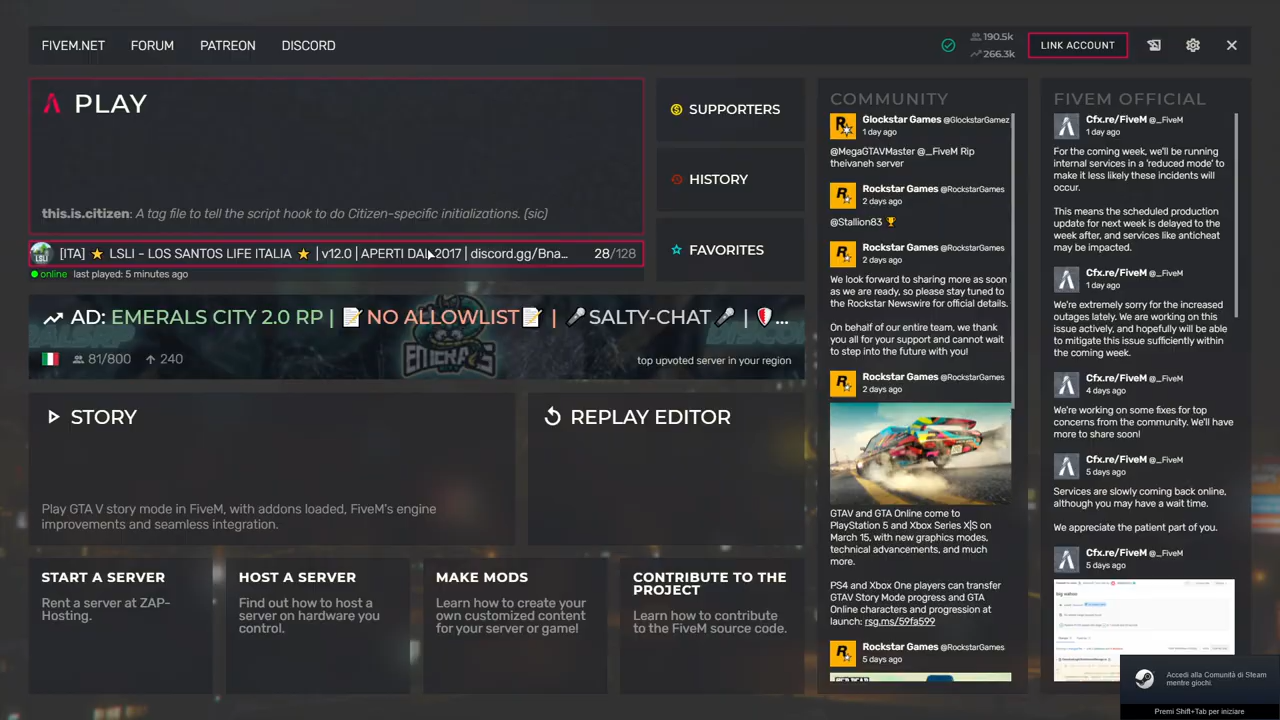 FIVEM.NET FORUM PATREON DISCORD
190.5k
266.3k
LINK ACCOUNT
PLAY
this.is.citizen: A tag file to tell the script hook to do Citizen-specific initializations. (sic)
[ITA] ⭐ LSLI - LOS SANTOS LIFE ITALIA ⭐ | v12.0 | APERTI DAL 2017 | discord.gg/Bna... 28/128
online last played: 5 minutes ago
SUPPORTERS
HISTORY
FAVORITES
AD: EMERALS CITY 2.0 RP | 📝NO ALLOWLIST📝 | 🎤SALTY-CHAT🎤 | 🛡...
EMERALS
81/800 240
top upvoted server in your region
STORY
Play GTA V story mode in FiveM, with addons loaded, FiveM's engine
improvements and seamless integration.
REPLAY EDITOR
START A SERVER
Rent a server at ZAP-
Hosting.
HOST A SERVER
Find out how to host a
server on hardware you
control.
MAKE MODS
Learn how to create your
own customized content
for your server or game!
CONTRIBUTE TO THE
PROJECT
Learn how to contribute
to the FiveM source code.
COMMUNITY
Glockstar Games @GlockstarGamez
1 day ago
@MegaGTAVMaster @_FiveM Rip
theivaneh server
Rockstar Games @RockstarGames
2 days ago
@Stallion83 🏆
Rockstar Games @RockstarGames
2 days ago
We look forward to sharing more as soon
as we are ready, so please stay tuned to
the Rockstar Newswire for official details.
On behalf of our entire team, we thank
you all for your support and cannot wait
to step into the future with you!
Rockstar Games @RockstarGames
2 days ago
GTAV and GTA Online come to
PlayStation 5 and Xbox Series X|S on
March 15, with new graphics modes,
technical advancements, and much
more.
PS4 and Xbox One players can transfer
GTAV Story Mode progress and GTA
Online characters and progression at
launch: rsg.ms/59fa599
Rockstar Games @RockstarGames
5 days ago
FIVEM OFFICIAL
Cfx.re/FiveM @_FiveM
1 day ago
For the coming week, we'll be running
internal services in a 'reduced mode' to
make it less likely these incidents will
occur.
This means the scheduled production
update for next week is delayed to the
week after, and services like anticheat
may be impacted.
Cfx.re/FiveM @_FiveM
1 day ago
We're extremely sorry for the increased
outages lately. We are working on this
issue actively, and hopefully will be able
to mitigate this issue sufficiently within
the coming week.
Cfx.re/FiveM @_FiveM
4 days ago
We're working on some fixes for top
concerns from the community. We'll have
more to share soon!
Cfx.re/FiveM @_FiveM
5 days ago
Services are slowly coming back online,
although you may have a wait time.
We appreciate the patient part of you.
Cfx.re/FiveM @_FiveM
5 days ago
Accedi alla Comunità di Steam
mentre giochi.
Premi Shift+Tab per iniziare